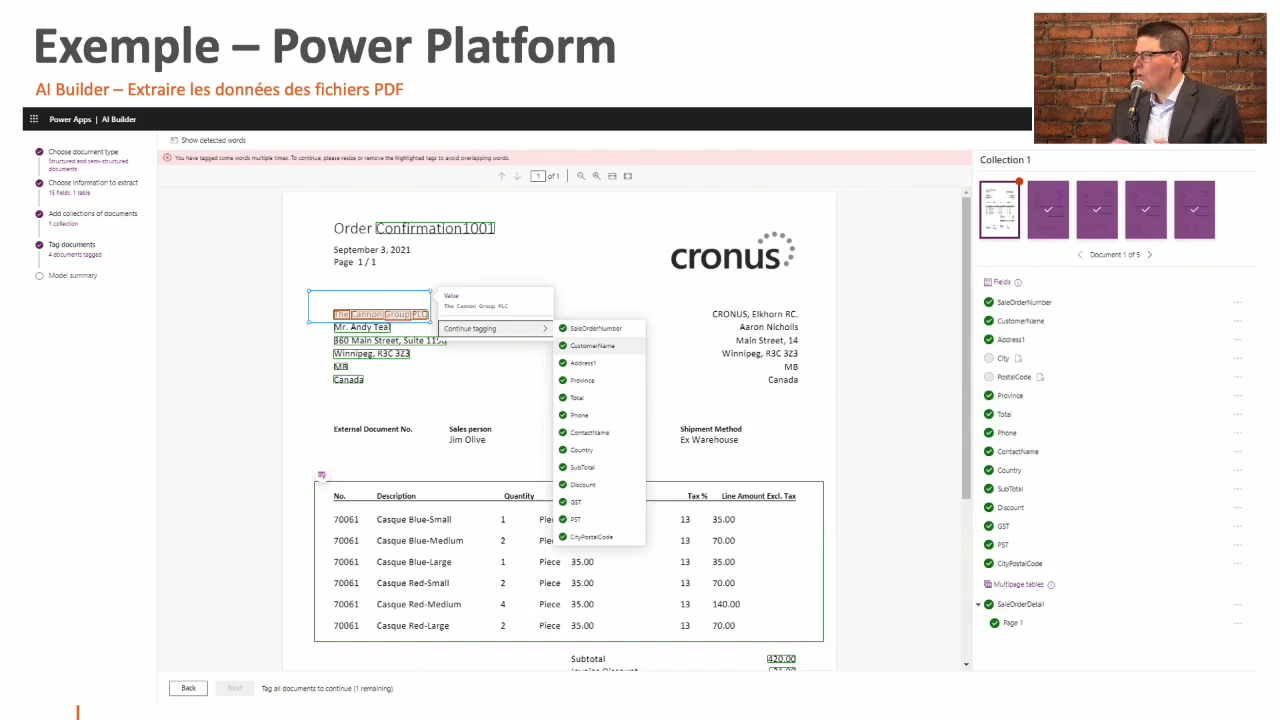 Exemple – Power Platform
AI Builder – Extraire les données des fichiers PDF
Power Apps | AI Builder
Choose document type
Structured and semi-structured
documents
Choose information to extract
15 fields, 1 table
Add collections of documents
1 collection
Tag documents
4 documents tagged
Model summary
Show detected words
You have tagged some words multiple times. To continue, please resize or remove the highlighted tags to avoid overlapping words.
1 of 1
Order Confirmation1001
September 3, 2021
Page 1 / 1
cronus
The Cannon Group PLC
Mr. Andy Teal
360 Main Street, Suite 1150
Winnipeg, R3C 3Z3
MB
Canada
Value
The Cannon Group PLC
Continue tagging
SaleOrderNumber
CustomerName
Address1
Province
Total
Phone
ContactName
Country
SubTotal
Discount
GST
PST
CityPostalCode
CRONUS, Elkhorn RC.
Aaron Nicholls
Main Street, 14
Winnipeg, R3C 3Z3
MB
Canada
External Document No. Sales person Shipment Method
Jim Olive Ex Warehouse
No. Description Quantity Tax % Line Amount Excl. Tax
70061 Casque Blue-Small 1 13 35.00
70061 Casque Blue-Medium 2 13 70.00
70061 Casque Blue-Large 1 Piece 35.00 13 35.00
70061 Casque Red-Small 2 Piece 35.00 13 70.00
70061 Casque Red-Medium 4 Piece 35.00 13 140.00
70061 Casque Red-Large 2 Piece 35.00 13 70.00
Subtotal 420.00
Back Next Tag all documents to continue (1 remaining)
Collection 1
Document 1 of 5
Fields
SaleOrderNumber
CustomerName
Address1
City
PostalCode
Province
Total
Phone
ContactName
Country
SubTotal
Discount
GST
PST
CityPostalCode
Multipage tables
SaleOrderDetail
Page 1